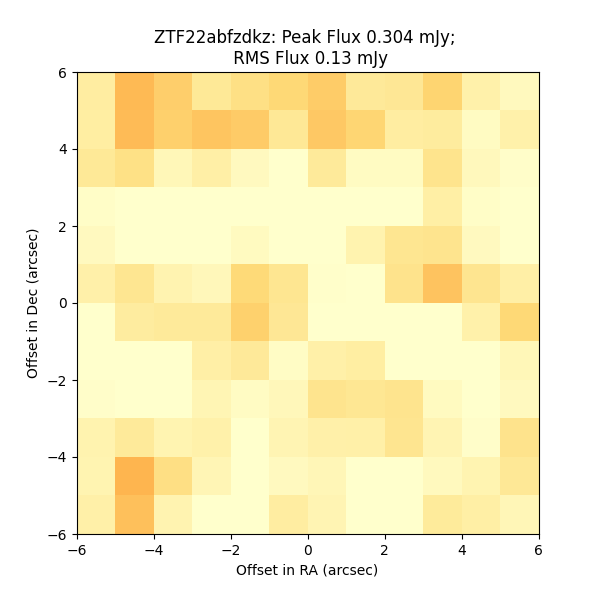 ZTF22abfzdkz: Peak Flux 0.304 mJy;
RMS Flux 0.13 mJy
6
4
2
0
−2
−4
−6
Offset in Dec (arcsec)
−6 −4 −2 0 2 4 6
Offset in RA (arcsec)